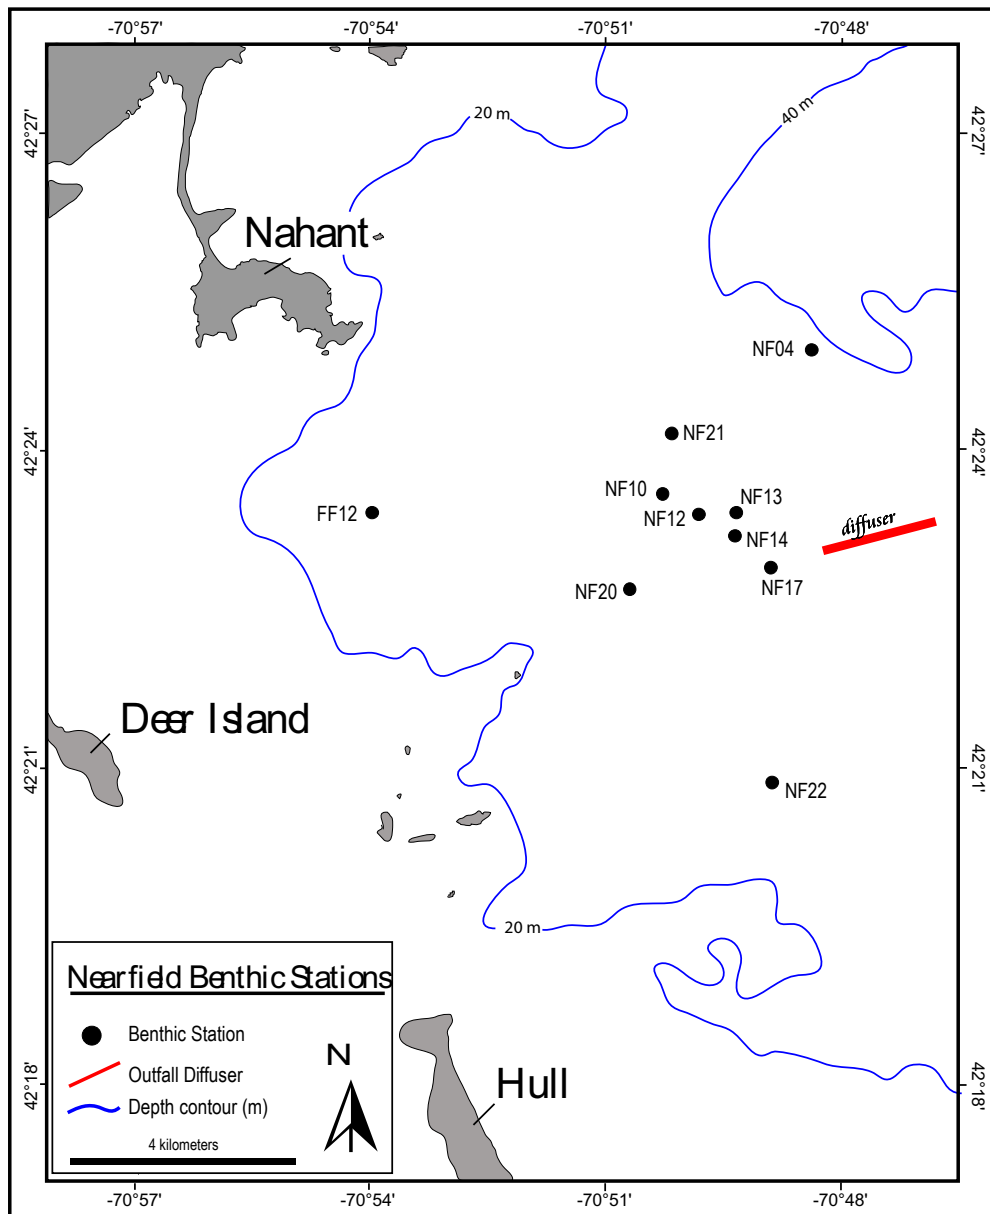 -70°57' -70°54' -70°51' -70°48'
42°27' 20 m 40 m 42°27'
Nahant
NF04
42°24' NF21 42°24'
NF10
FF12 NF12 NF13
diffuser
NF14
NF20 NF17
Deer Island
42°21' 42°21'
NF22
20 m
Nearfield Benthic Stations
Benthic Station
N
Outfall Diffuser
Hull
42°18' 42°18'
Depth contour (m)
4 kilometers
-70°57' -70°54' -70°51' -70°48'